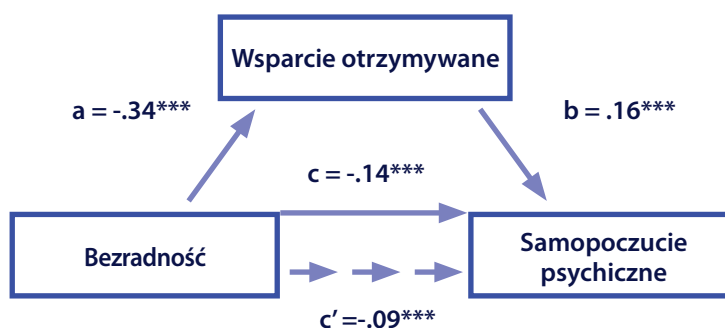 Wsparcie otrzymywane
a = -.34***
b = .16***
c = -.14***
Bezradność
Samopoczucie
psychiczne
c’ =-.09***